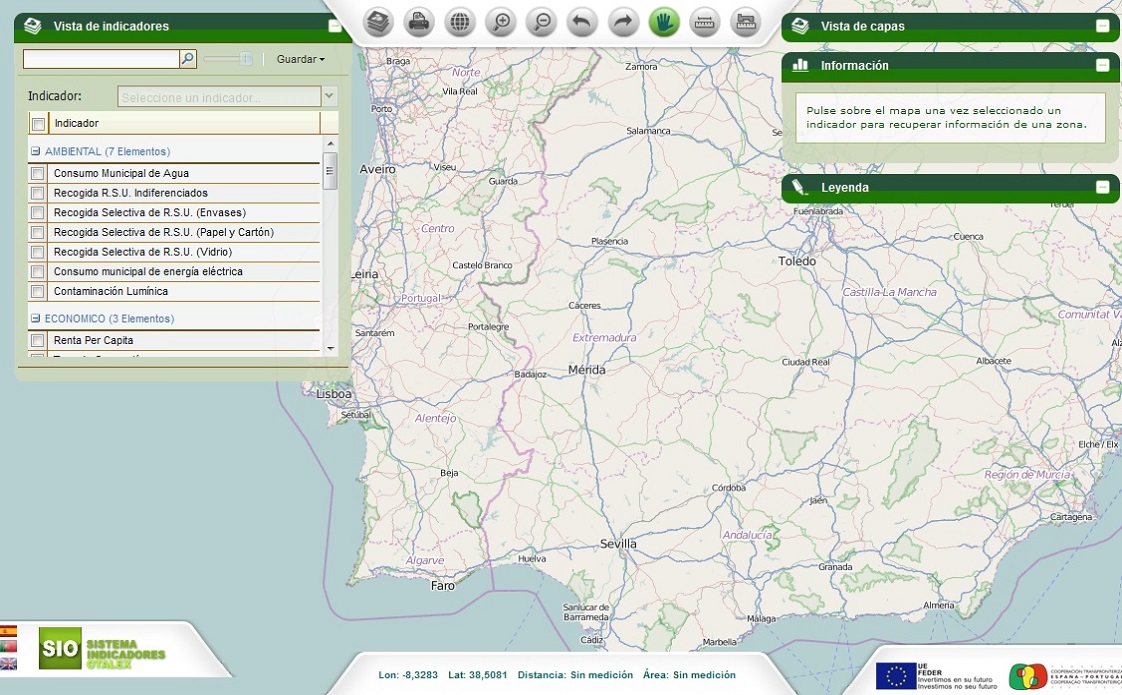 Vista de indicadores
Guardar
Indicador:
Seleccione un indicador...
Indicador
AMBIENTAL (7 Elementos)
Consumo Municipal de Agua
Recogida R.S.U. Indiferenciados
Recogida Selectiva de R.S.U. (Envases)
Recogida Selectiva de R.S.U. (Papel y Cartón)
Recogida Selectiva de R.S.U. (Vidrio)
Consumo municipal de energía eléctrica
Contaminación Lumínica
ECONOMICO (3 Elementos)
Renta Per Capita
Vista de capas
Información
Pulse sobre el mapa una vez seleccionado un
indicador para recuperar información de una zona.
Leyenda
Braga
Norte
Vila Real
Porto
Zamora
Salamanca
Aveiro
Viseu
Guarda
Fuenlabrada
Centro
Plasencia
Cuenca
Toledo
Castelo Branco
Leiria
Portugal
Castilla-La Mancha
Cáceres
Comunitat Va
Santarém
Portalegre
Extremadura
Ciudad Real
Albacete
Badajoz
Mérida
Lisboa
Setúbal
Alentejo
Elche / Elx
Beja
Región de Murcia
Córdoba
Jaén
Cartagena
Sevilla
Andalucía
Algarve
Huelva
Granada
Faro
Almería
Sanlúcar de
Barrameda
Málaga
Cádiz
Marbella
SIO
SISTEMA
INDICADORES
OTALEX
Lon: -8,3283 Lat: 38,5081 Distancia: Sin medición Área: Sin medición
UE
FEDER
Invertimos en su futuro
Investimos no seu futuro
COOPERACIÓN TRANSFRONTERIZA
ESPAÑA-PORTUGAL
COOPERAÇÃO TRANSFRONTEIRIÇA